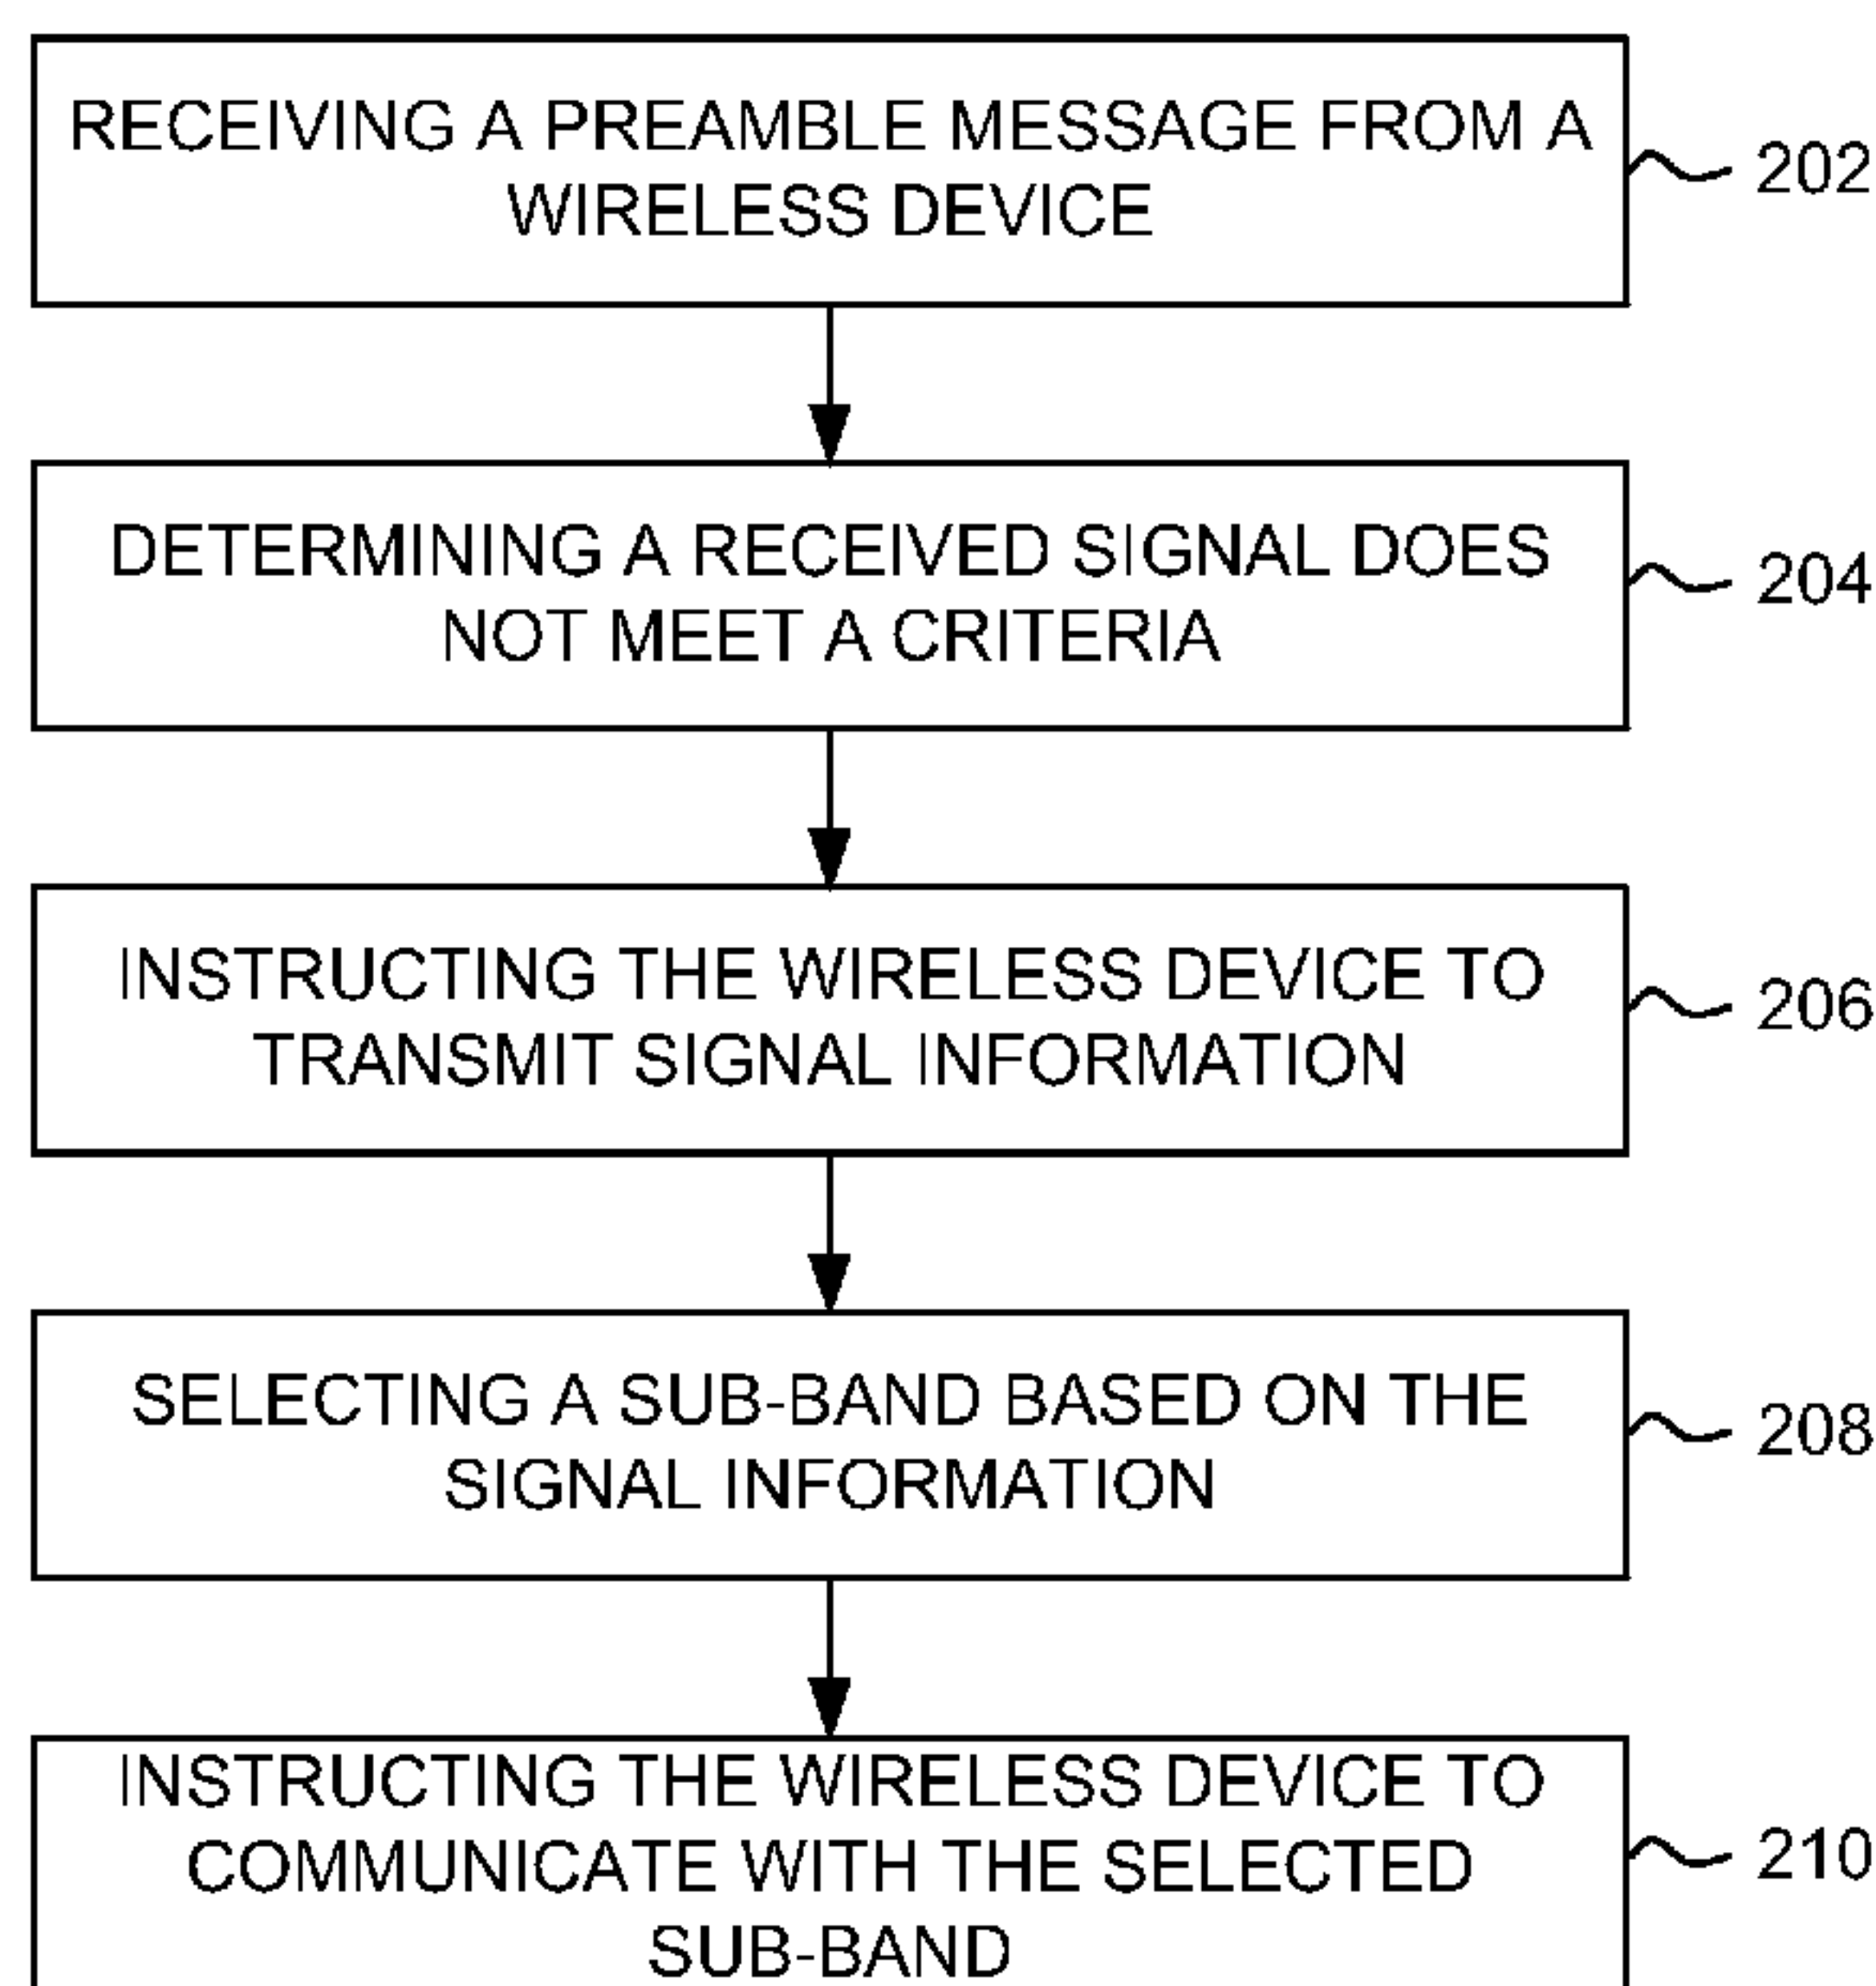 RECEIVING A PREAMBLE MESSAGE FROM A
WIRELESS DEVICE
202
DETERMINING A RECEIVED SIGNAL DOES
NOT MEET A CRITERIA
204
INSTRUCTING THE WIRELESS DEVICE TO
TRANSMIT SIGNAL INFORMATION
206
SELECTING A SUB-BAND BASED ON THE
SIGNAL INFORMATION
208
INSTRUCTING THE WIRELESS DEVICE TO
COMMUNICATE WITH THE SELECTED
SUB-BAND
210